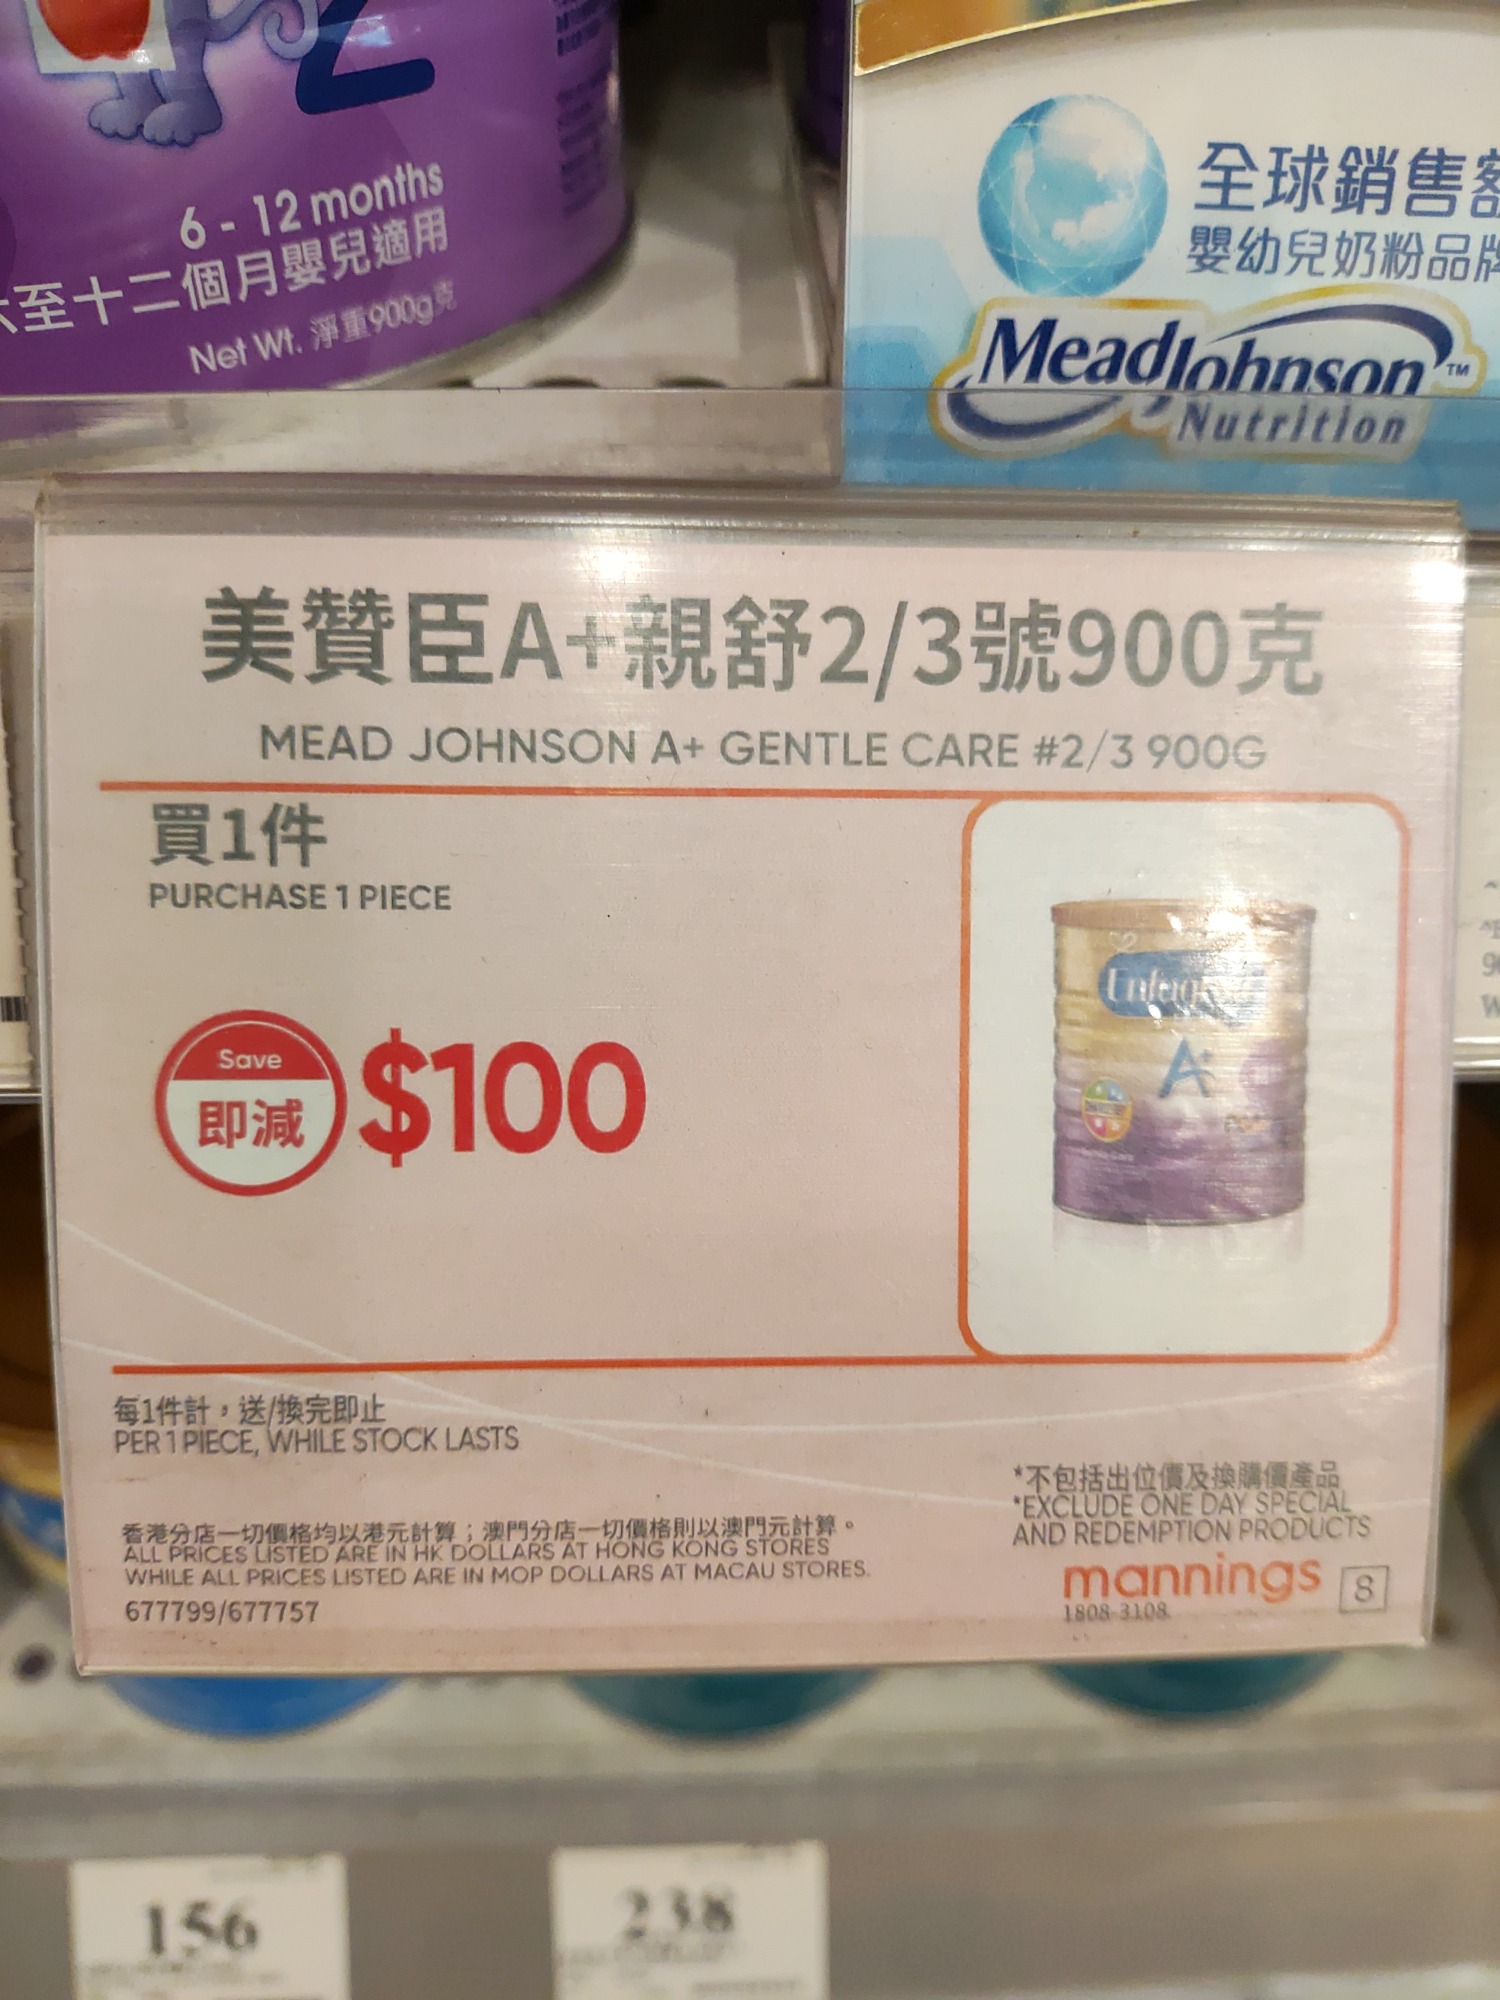 6 - 12 months
至十二個月嬰兒適用
Net Wt. 淨重900g克
全球銷售額
嬰幼兒奶粉品牌
MeadJohnson™
Nutrition
美贊臣A+親舒2/3號900克
MEAD JOHNSON A+ GENTLE CARE #2/3 900G
買1件
PURCHASE 1 PIECE
Save
即減
$100
A+
每1件計，送/換完即止
PER 1 PIECE, WHILE STOCK LASTS
*不包括出位價及換購價產品
*EXCLUDE ONE DAY SPECIAL
AND REDEMPTION PRODUCTS
香港分店一切價格均以港元計算；澳門分店一切價格則以澳門元計算。
ALL PRICES LISTED ARE IN HK DOLLARS AT HONG KONG STORES
WHILE ALL PRICES LISTED ARE IN MOP DOLLARS AT MACAU STORES.
677799/677757
mannings 8
1808-3108
156
238